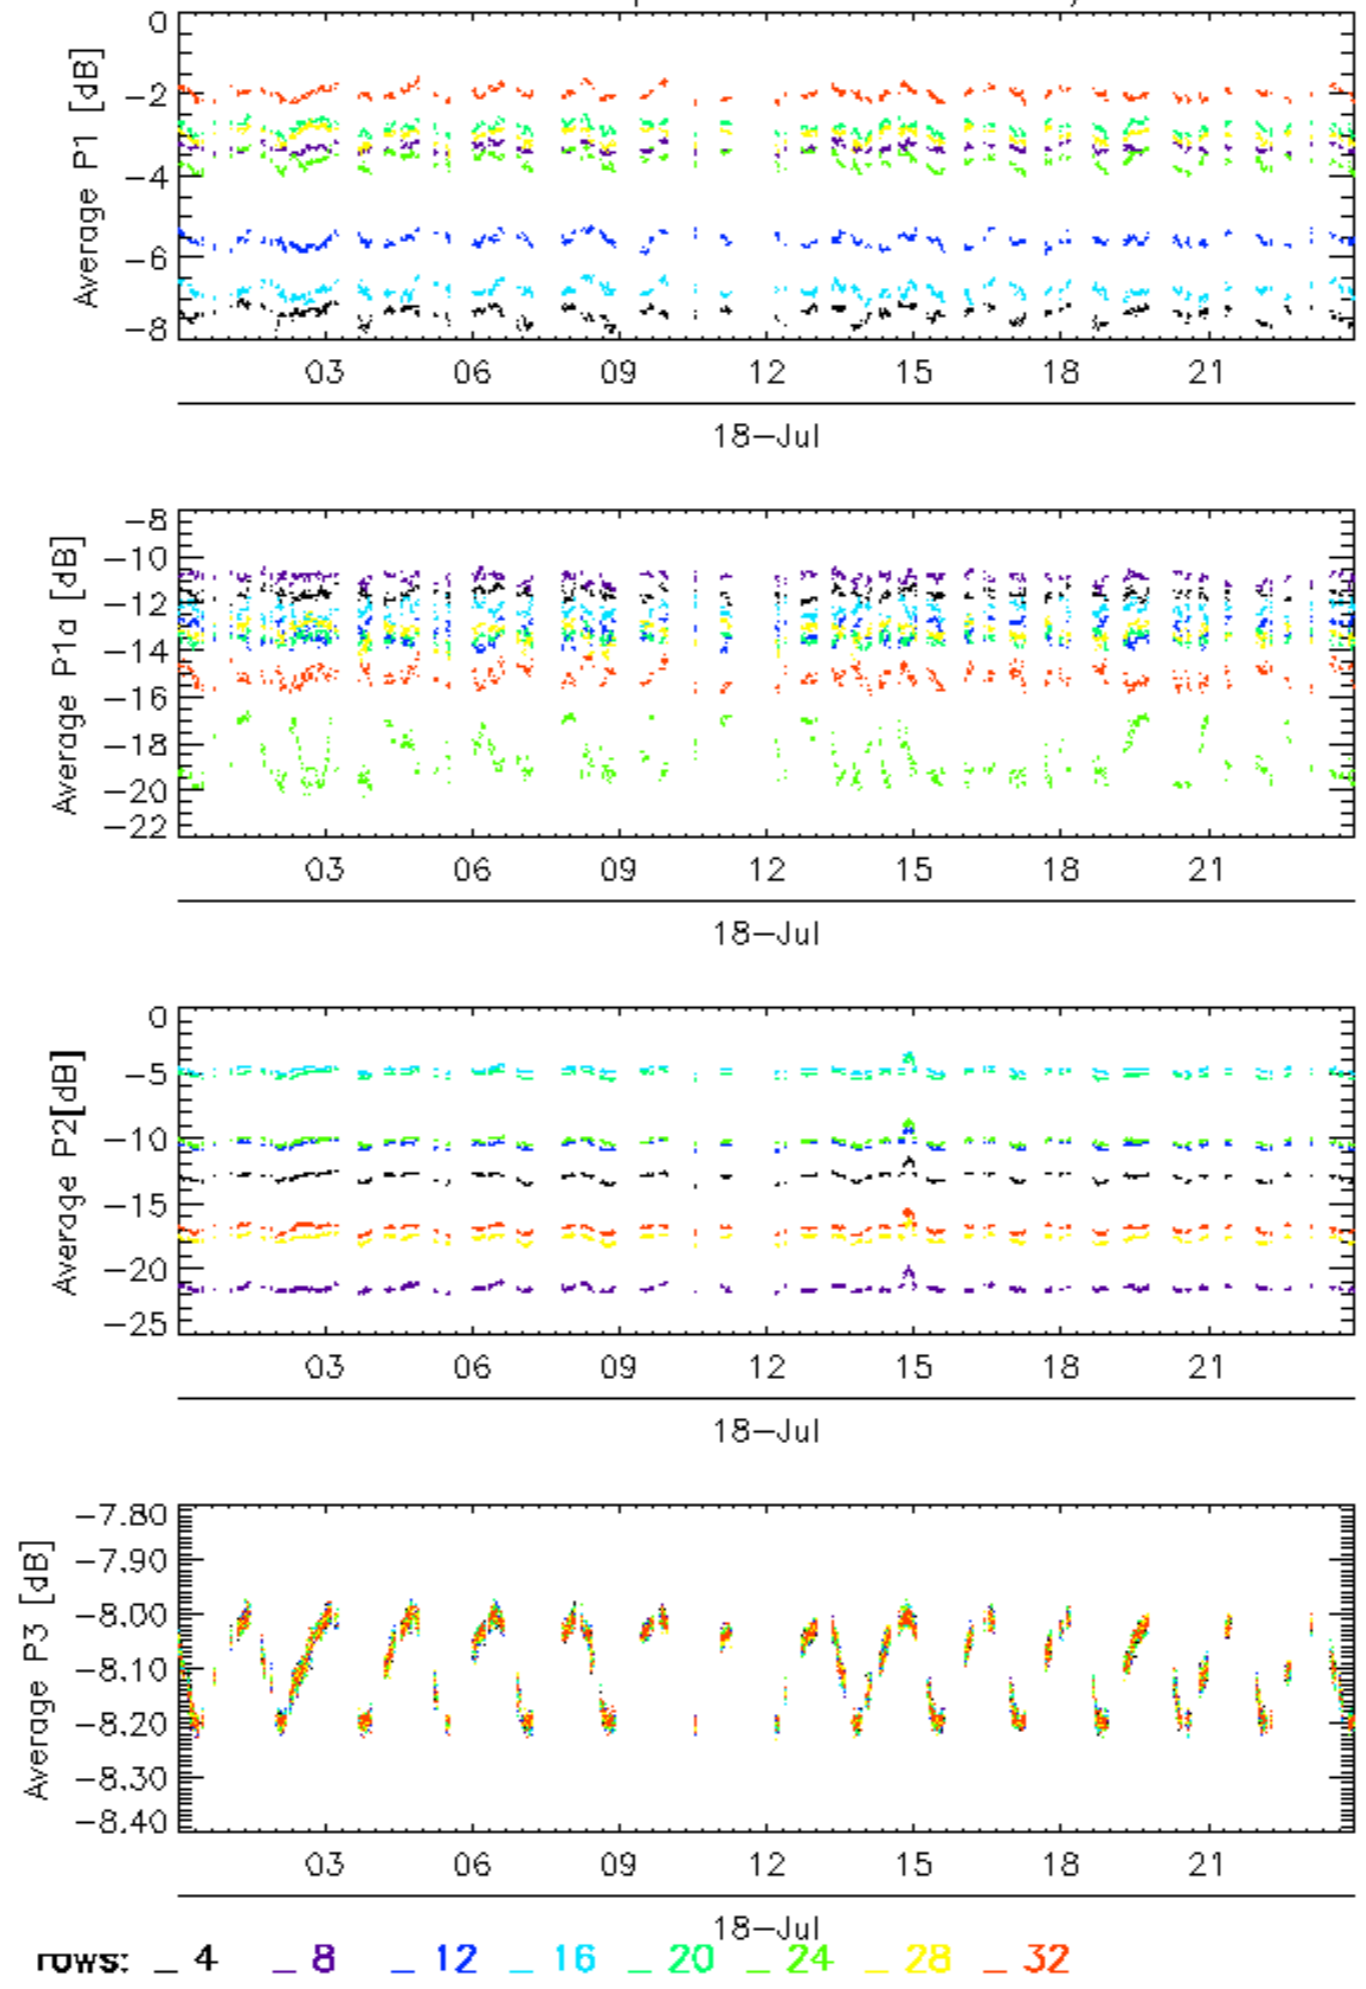 0
−2
−4
−6
−8
Average P1 [dB]
03 06 09 12 15 18 21
18−Jul
−8
−10
−12
−14
−16
−18
−20
−22
Average P1a [dB]
03 06 09 12 15 18 21
18−Jul
0
−5
−10
−15
−20
−25
Average P2[dB]
03 06 09 12 15 18 21
18−Jul
−7.80
−7.90
−8.00
−8.10
−8.20
−8.30
−8.40
Average P3 [dB]
03 06 09 12 15 18 21
18−Jul
rows: _ 4 _ 8 _ 12 _ 16 _ 20 _ 24 _ 28 _ 32